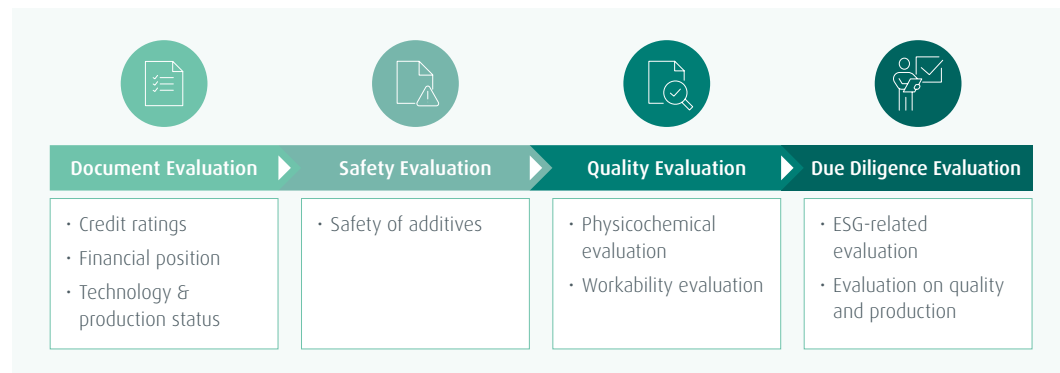 Document Evaluation
Safety Evaluation
Quality Evaluation
Due Diligence Evaluation
· Credit ratings
· Financial position
· Technology &
production status
· Safety of additives
· Physicochemical
evaluation
· Workability evaluation
· ESG-related
evaluation
· Evaluation on quality
and production